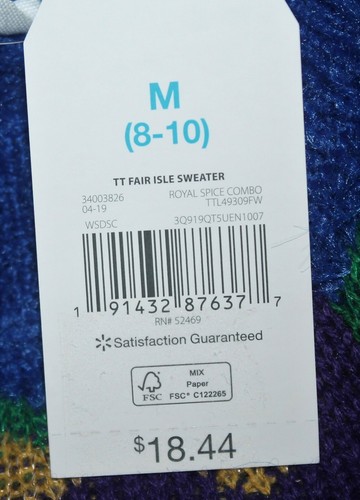 M
(8-10)
TT FAIR ISLE SWEATER
34003826 ROYAL SPICE COMBO
04-19 TTL49309FW
WSDSC 3Q919QT5UEN1007
1 91432 87637 7
RN# 52469
Satisfaction Guaranteed
FSC
MIX
Paper
FSC® C122265
$18.44